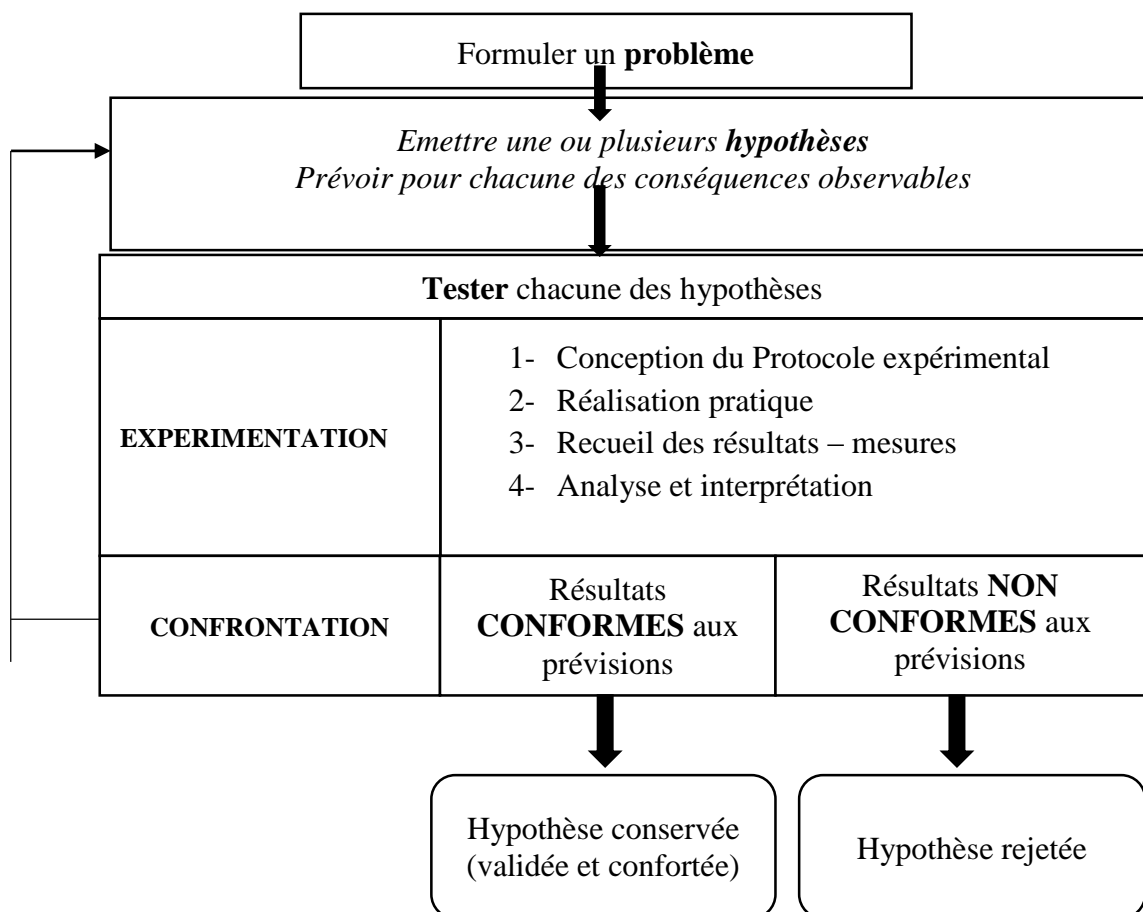 Formuler un problème
Emettre une ou plusieurs hypothèses
Prévoir pour chacune des conséquences observables
Tester chacune des hypothèses
EXPERIMENTATION
1- Conception du Protocole expérimental
2- Réalisation pratique
3- Recueil des résultats – mesures
4- Analyse et interprétation
CONFRONTATION
Résultats
CONFORMES aux
prévisions
Résultats NON
CONFORMES aux
prévisions
Hypothèse conservée
(validée et confortée)
Hypothèse rejetée